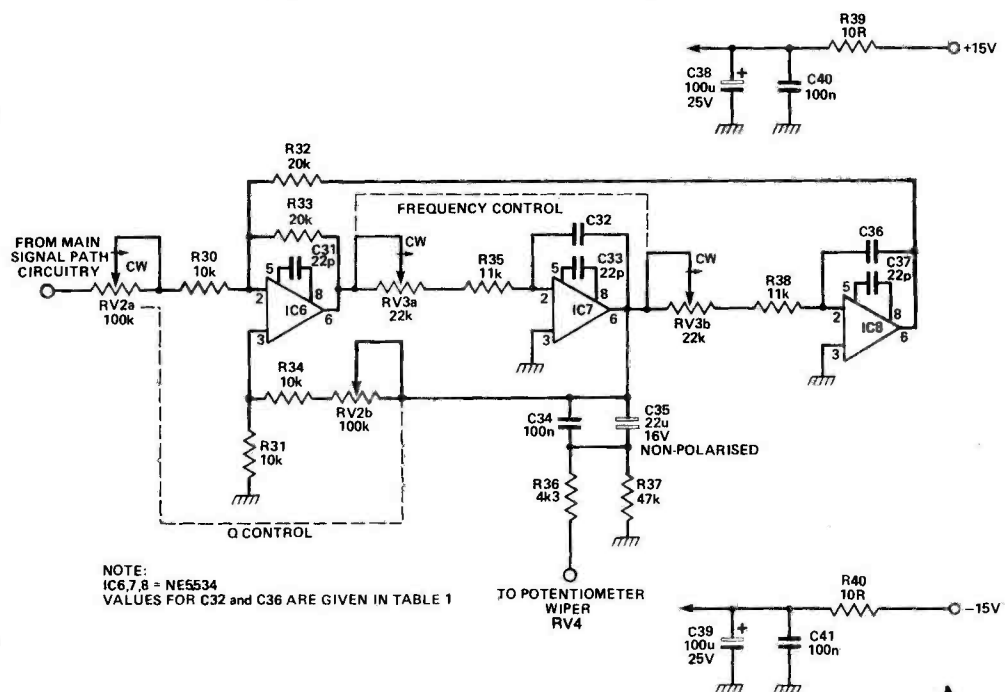 R39
10R
+15V
C38
100u
25V
+
C40
100n
R32
20k
R33
20k
FREQUENCY CONTROL
C32
C36
FROM MAIN
SIGNAL PATH
CIRCUITRY
CW
RV2a
100k
R30
10k
C31
22p
5
8
2
IC6
6
3
CW
RV3a
22k
R35
11k
C33
22p
5
8
2
IC7
6
3
CW
RV3b
22k
R38
11k
C37
22p
5
8
2
IC8
6
3
R34
10k
RV2b
100k
R31
10k
C34
100n
C35
22u
16V
NON-POLARISED
R36
4k3
R37
47k
Q CONTROL
NOTE:
IC6,7,8 = NE5534
VALUES FOR C32 and C36 ARE GIVEN IN TABLE 1
TO POTENTIOMETER
WIPER
RV4
R40
10R
−15V
C39
100u
25V
+
C41
100n